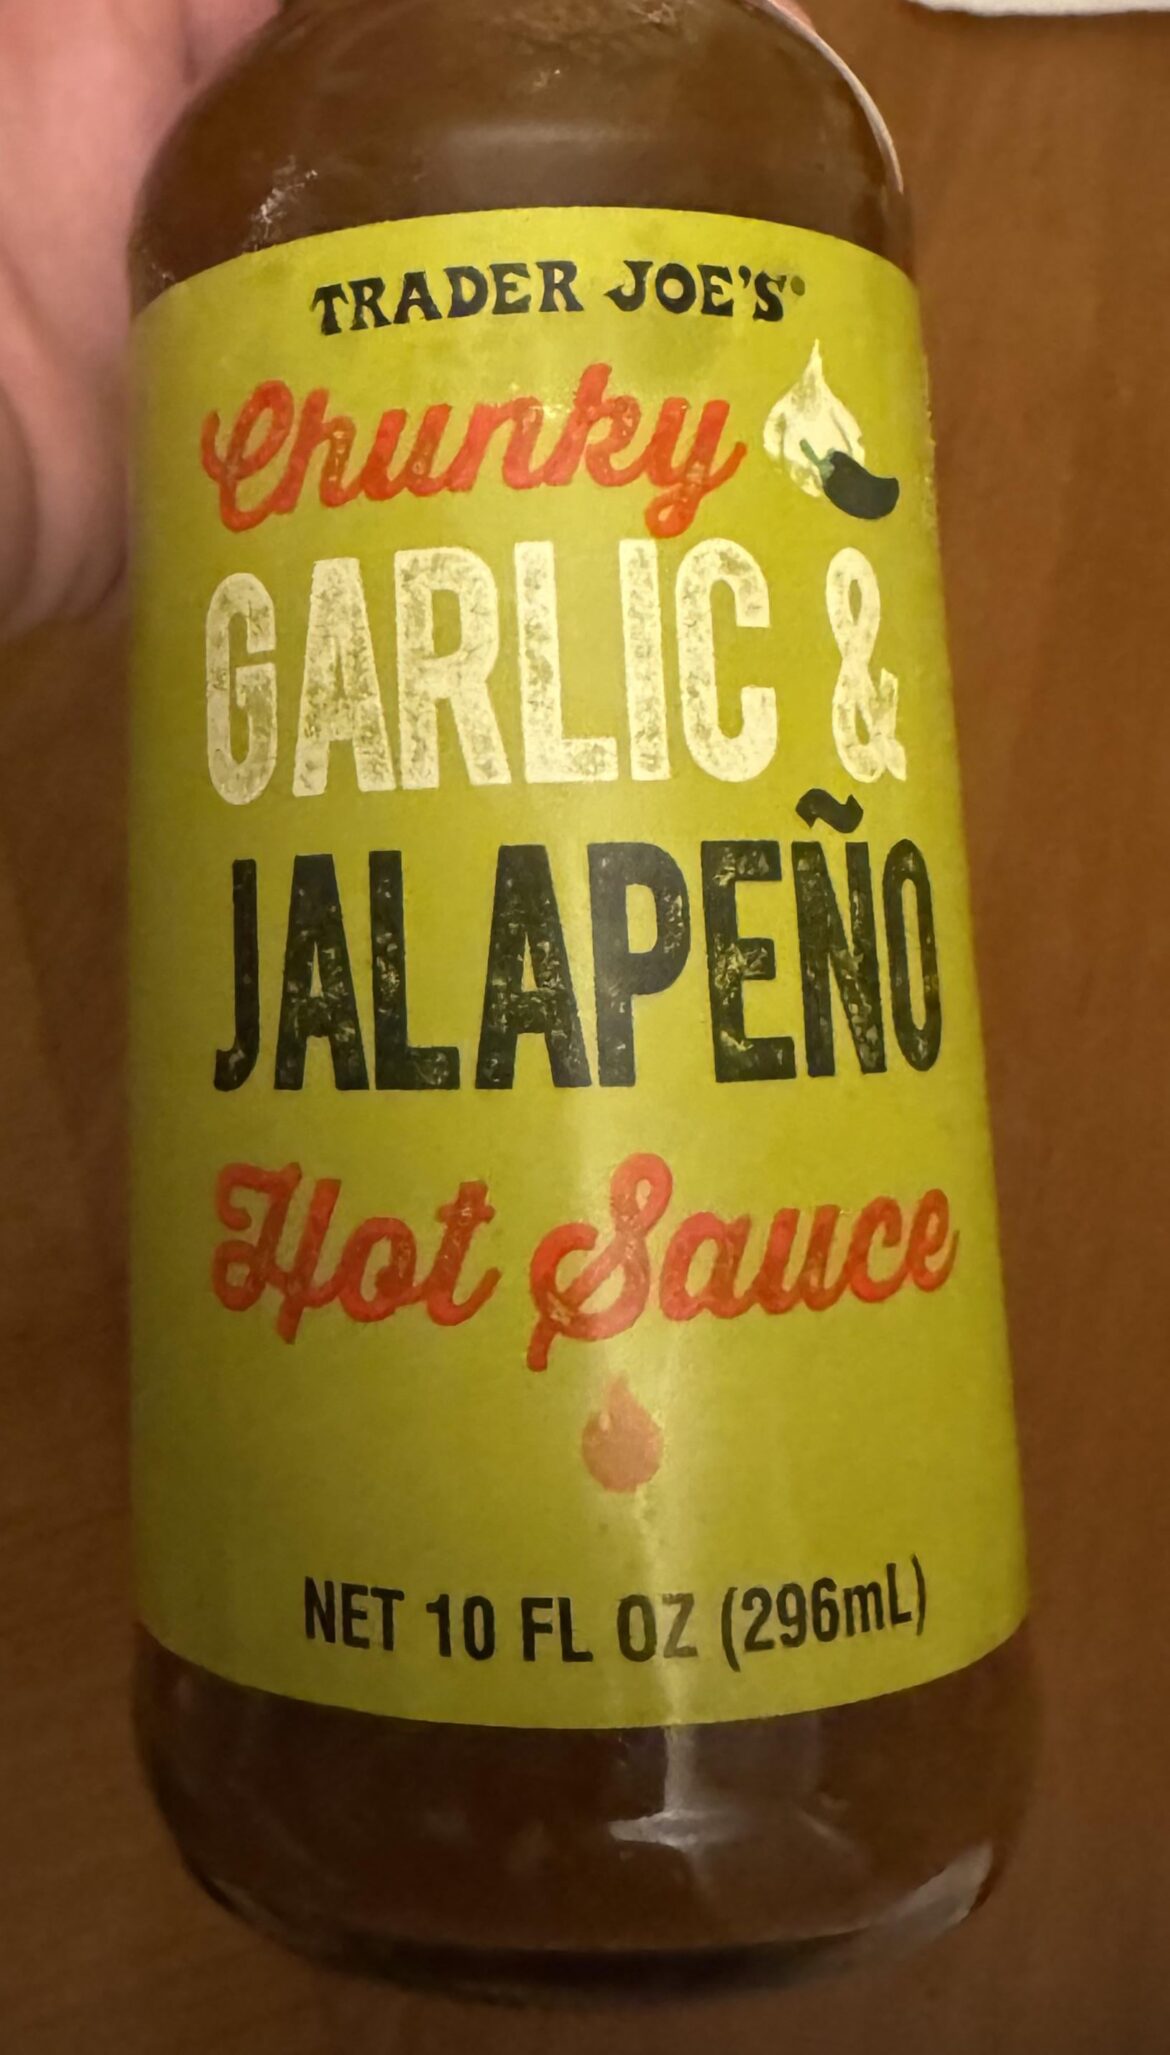 TRADER JOE'S
Chunky
GARLIC &
JALAPEÑO
Hot Sauce
NET 10 FL OZ (296mL)